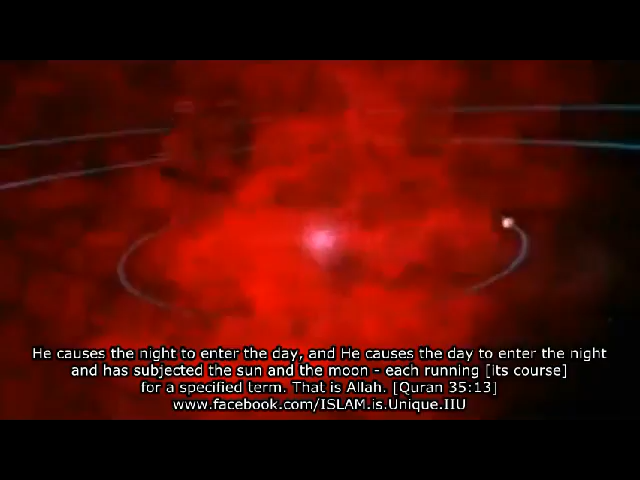 He causes the night to enter the day, and He causes the day to enter the night
and has subjected the sun and the moon - each running [its course]
for a specified term. That is Allah. [Quran 35:13]
www.facebook.com/ISLAM.is.Unique.IIU